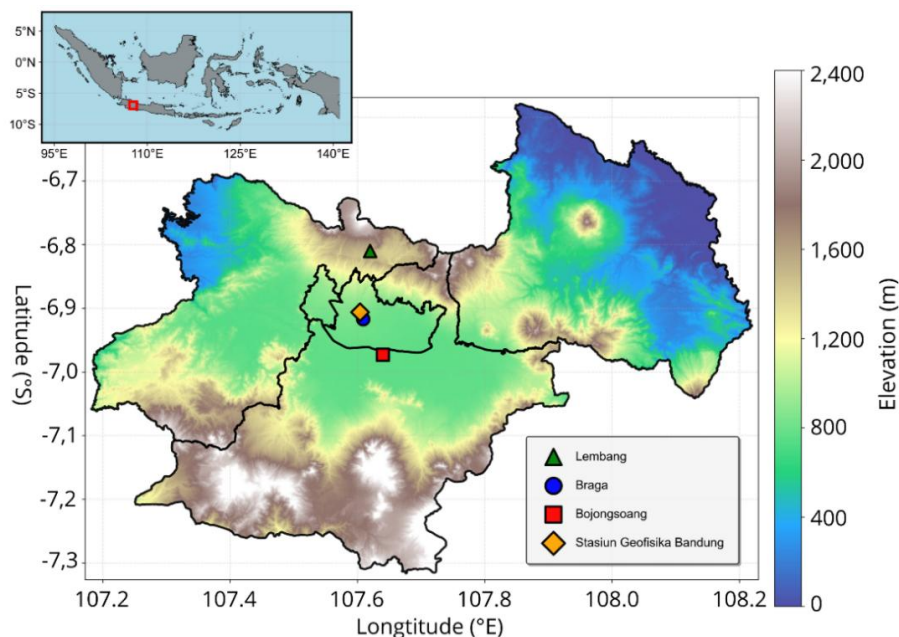 5°N
0°N
5°S
10°S
95°E 110°E 125°E 140°E
-6,7
-6,8
-6,9
-7,0
-7,1
-7,2
-7,3
Latitude (°S)
107.2 107.4 107.6 107.8 108.0 108.2
Longtitude (°E)
Lembang
Braga
Bojongsoang
Stasiun Geofisika Bandung
2,400
2,000
1,600
1,200
800
400
0
Elevation (m)